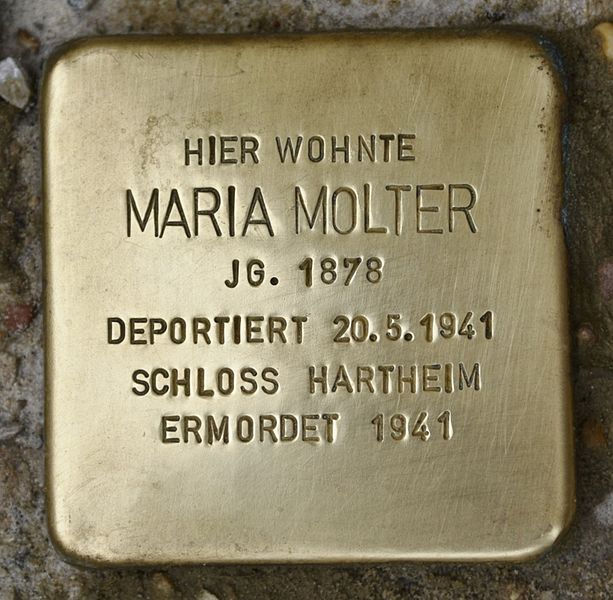 HIER WOHNTE
MARIA MOLTER
JG. 1878
DEPORTIERT 20.5.1941
SCHLOSS HARTHEIM
ERMORDET 1941